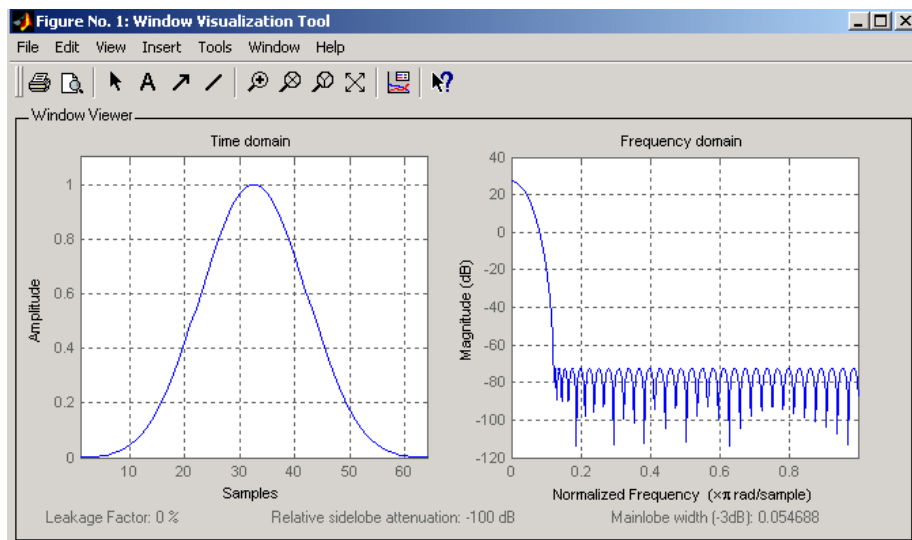 Figure No. 1: Window Visualization Tool
File Edit View Insert Tools Window Help
A
Window Viewer
Time domain
1
0.8
0.6
0.4
0.2
0
10 20 30 40 50 60
Amplitude
Samples
Frequency domain
40
20
0
-20
-40
-60
-80
-100
-120
0 0.2 0.4 0.6 0.8
Magnitude (dB)
Normalized Frequency (×π rad/sample)
Leakage Factor: 0 % Relative sidelobe attenuation: -100 dB Mainlobe width (-3dB): 0.054688